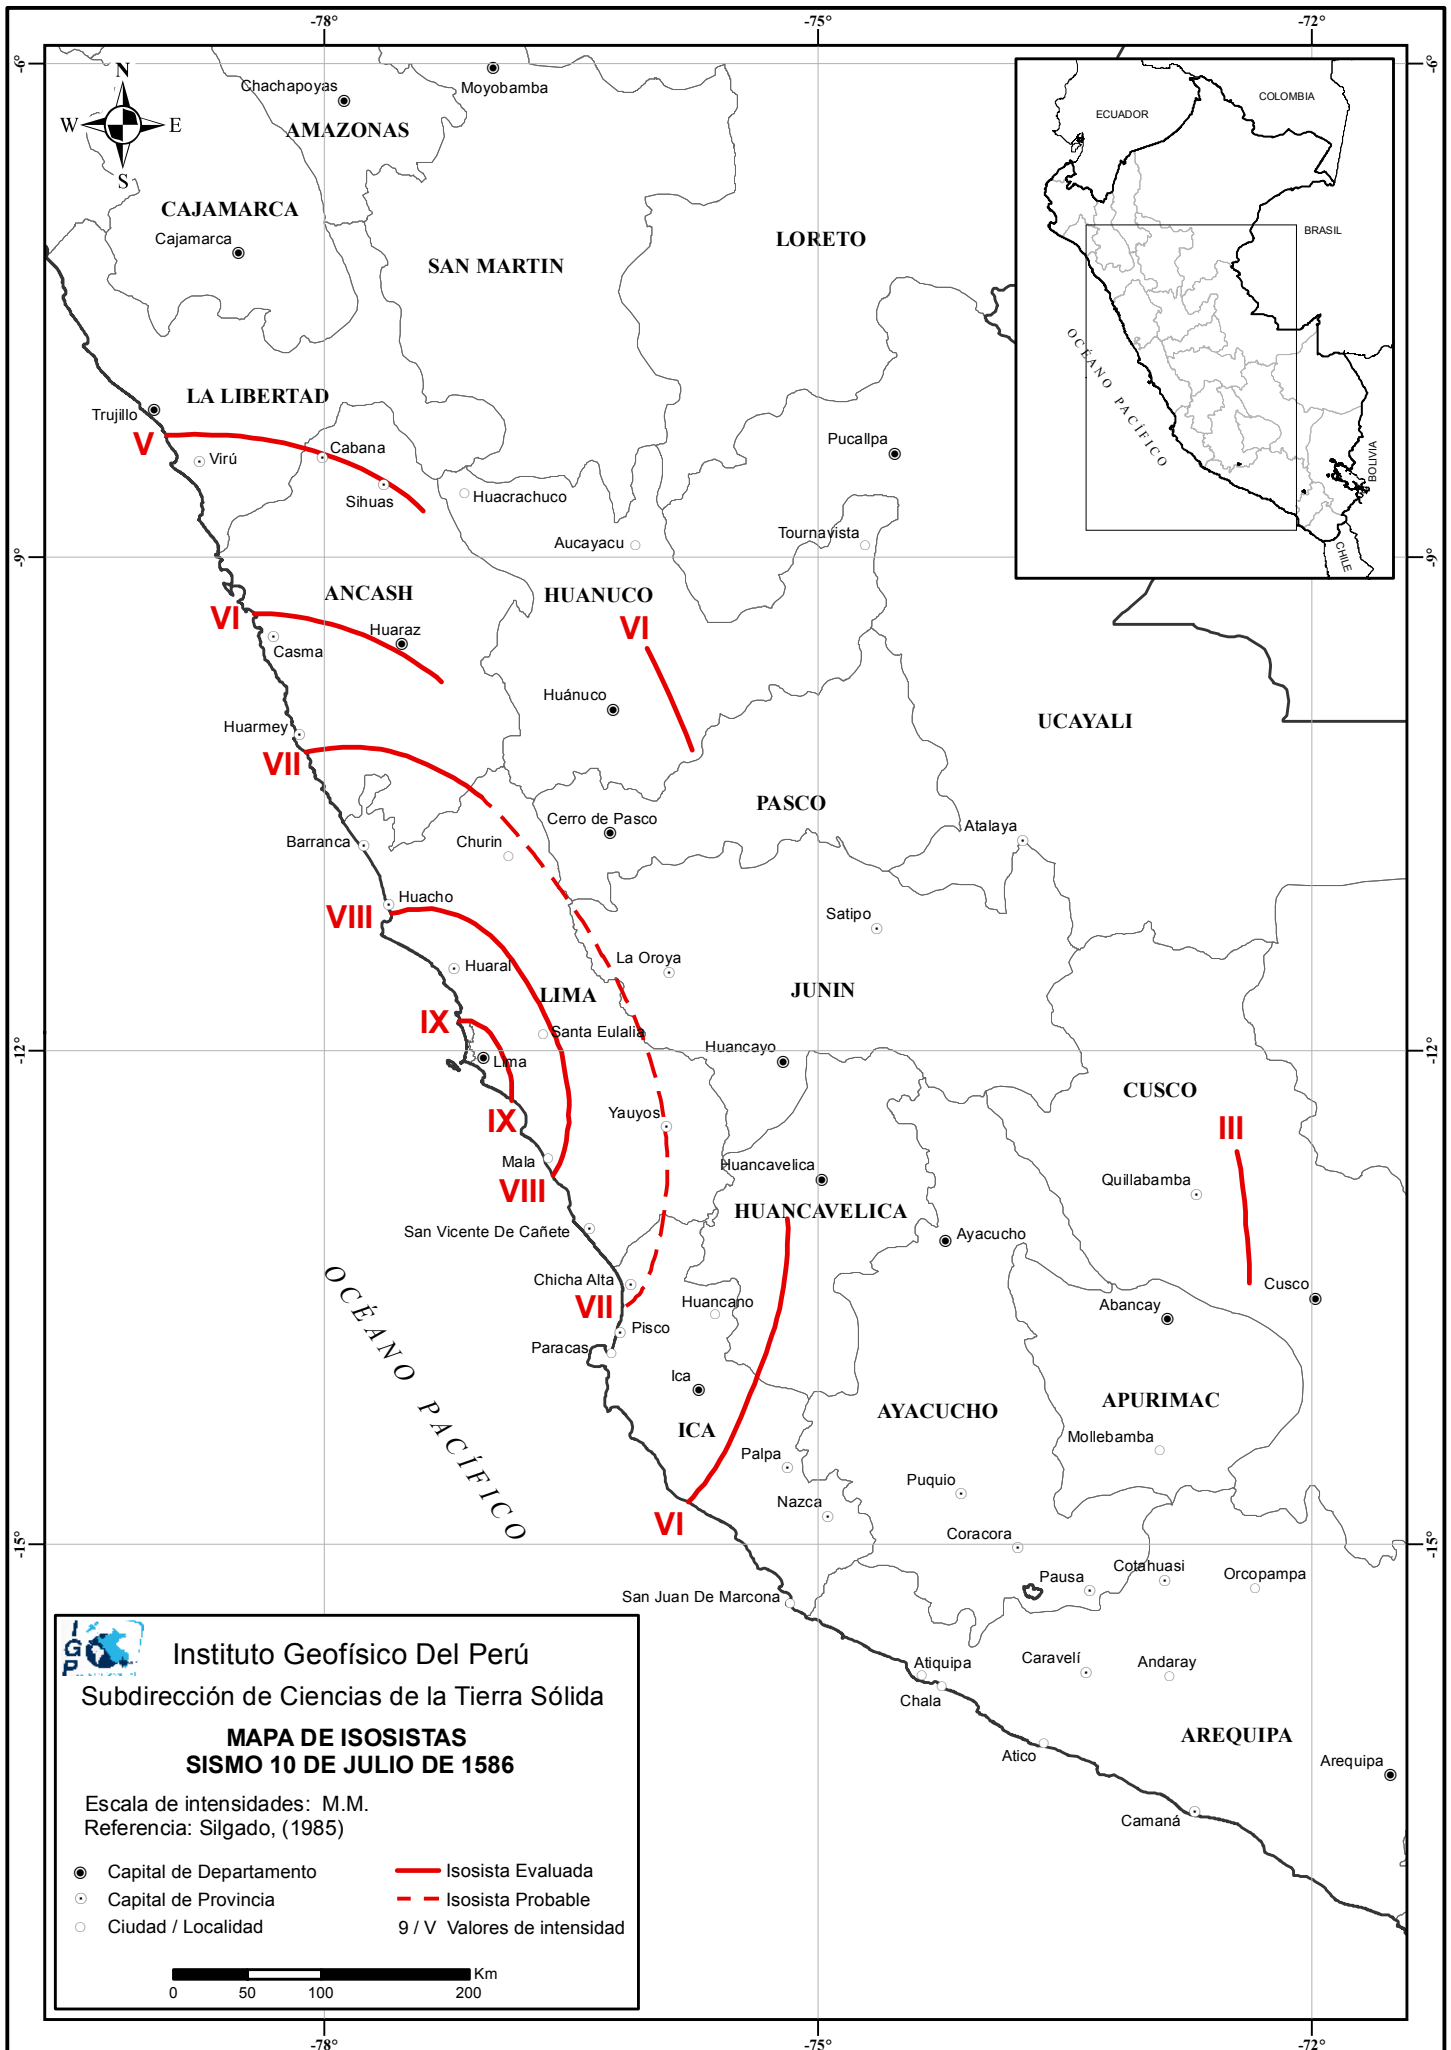 -78°
-75°
-72°
-6°
-6°
N
W
E
S
Chachapoyas
Moyobamba
AMAZONAS
CAJAMARCA
Cajamarca
SAN MARTIN
LORETO
ECUADOR
COLOMBIA
BRASIL
OCÉANO PACÍFICO
BOLIVIA
CHILE
LA LIBERTAD
Trujillo
V
Virú
Cabana
Sihuas
Huacrachuco
Pucallpa
Aucayacu
Tournavista
-9°
-9°
ANCASH
HUANUCO
VI
VI
Huaraz
Casma
Huánuco
Huarmey
VII
UCAYALI
PASCO
Cerro de Pasco
Atalaya
Barranca
Churin
Huacho
VIII
Satipo
Huaral
La Oroya
LIMA
JUNIN
IX
Santa Eulalia
Lima
Huancayo
-12°
-12°
CUSCO
IX
Yauyos
III
Mala
VIII
Huancavelica
Quillabamba
HUANCAVELICA
San Vicente De Cañete
Ayacucho
Chicha Alta
VII
Huancano
Cusco
Abancay
Pisco
Paracas
OCÉANO PACÍFICO
Ica
ICA
AYACUCHO
APURIMAC
Mollebamba
Palpa
Puquio
Nazca
VI
Coracora
-15°
-15°
Pausa
Cotahuasi
Orcopampa
San Juan De Marcona
Atiquipa
Caravelí
Andaray
Chala
AREQUIPA
Atico
Arequipa
Camaná
IGP
Instituto Geofísico Del Perú
Subdirección de Ciencias de la Tierra Sólida
MAPA DE ISOSISTAS
SISMO 10 DE JULIO DE 1586
Escala de intensidades: M.M.
Referencia: Silgado, (1985)
Capital de Departamento
Isosista Evaluada
Capital de Provincia
Isosista Probable
Ciudad / Localidad
9 / V Valores de intensidad
Km
0 50 100 200
-78°
-75°
-72°